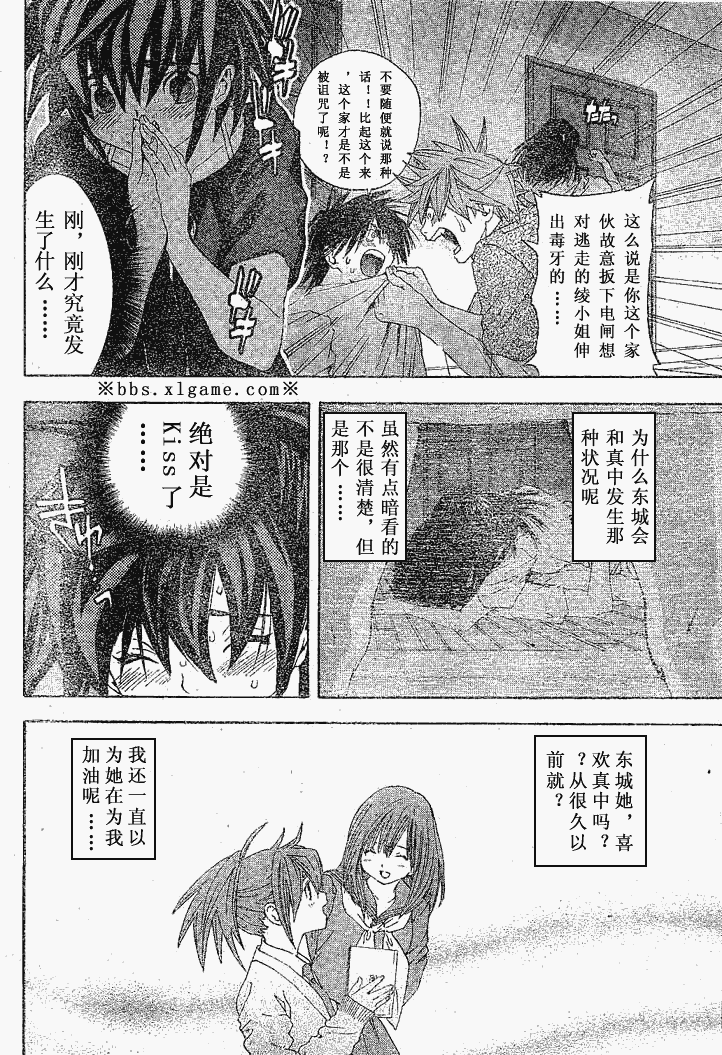 这么说是你这个家
伙故意扳下电闸想
对逃走的绫小姐伸
出毒牙的……
たたっ
不要随便就说那种
话！！比起这个来
，这个家才是不是
被诅咒了呢！？
刚，刚才究竟发
生了什么……
※bbs.xlgame.com※
为什么东城会
和真中发生那
种状况呢
虽然有点暗看的
不是很清楚，但
是那个……
绝对是
Kiss了
……
东城她，喜
欢真中吗？
？从很久以
前就？
我还一直以
为她在为我
加油呢……